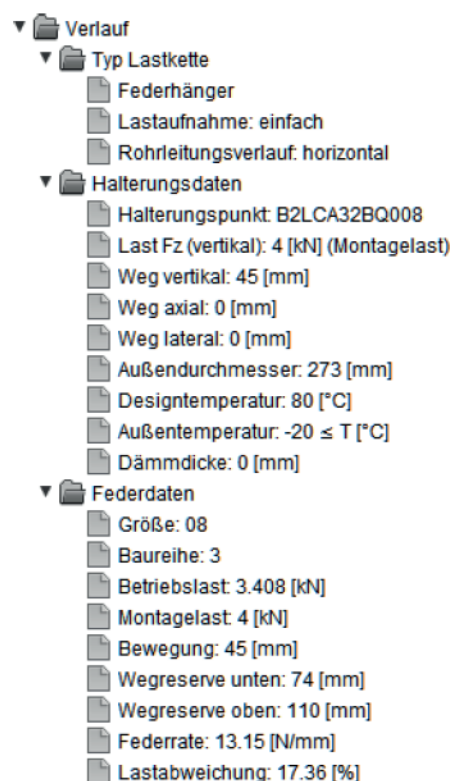 Verlauf
Typ Lastkette
Federhänger
Lastaufnahme: einfach
Rohrleitungsverlauf: horizontal
Halterungsdaten
Halterungspunkt: B2LCA32BQ008
Last Fz (vertikal): 4 [kN] (Montagelast)
Weg vertikal: 45 [mm]
Weg axial: 0 [mm]
Weg lateral: 0 [mm]
Außendurchmesser: 273 [mm]
Designtemperatur: 80 [°C]
Außentemperatur: -20 ≤ T [°C]
Dämmdicke: 0 [mm]
Federdaten
Größe: 08
Baureihe: 3
Betriebslast: 3.408 [kN]
Montagelast: 4 [kN]
Bewegung: 45 [mm]
Wegreserve unten: 74 [mm]
Wegreserve oben: 110 [mm]
Federrate: 13.15 [N/mm]
Lastabweichung: 17.36 [%]